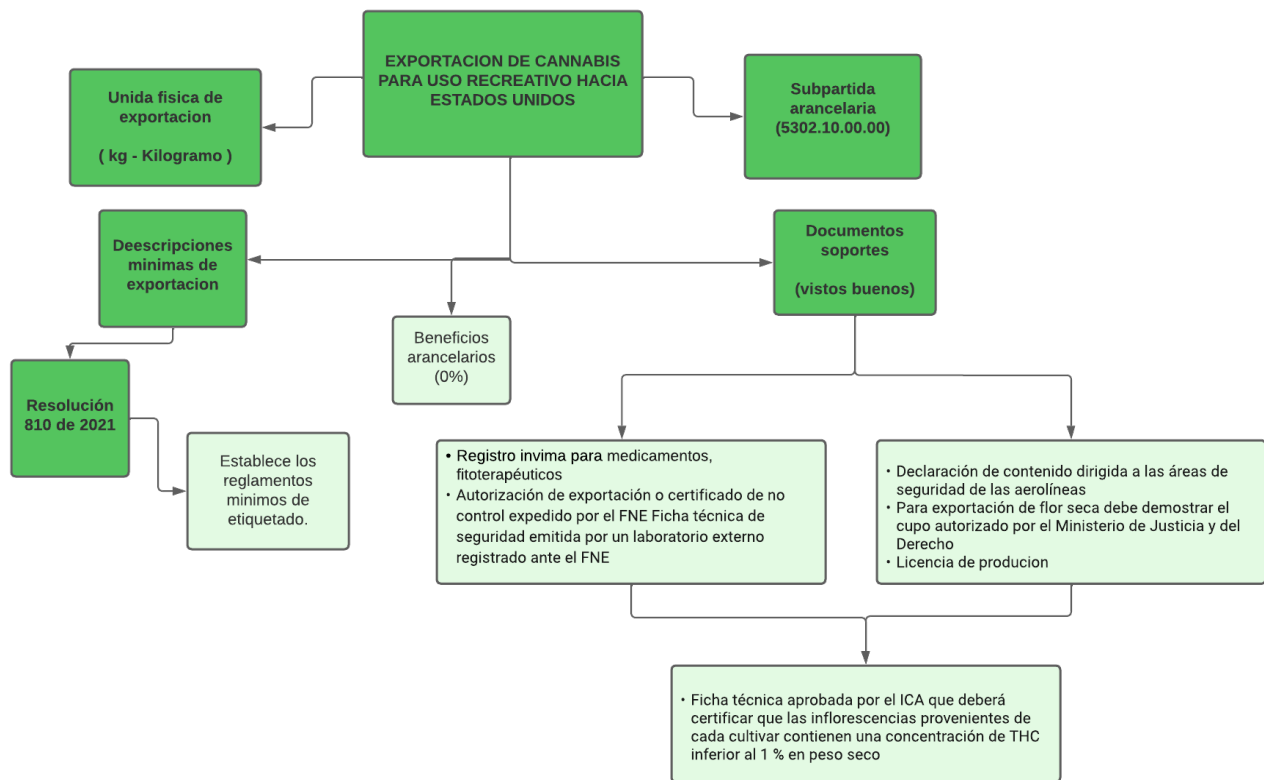 EXPORTACION DE CANNABIS
PARA USO RECREATIVO HACIA
ESTADOS UNIDOS
Unida fisica de
exportacion
( kg - Kilogramo )
Subpartida
arancelaria
(5302.10.00.00)
Deescripciones
minimas de
exportacion
Documentos
soportes
(vistos buenos)
Beneficios
arancelarios
(0%)
Resolución
810 de 2021
Establece los
reglamentos
minimos de
etiquetado.
• Registro invima para medicamentos,
fitoterapéuticos
• Autorización de exportación o certificado de no
control expedido por el FNE Ficha técnica de
seguridad emitida por un laboratorio externo
registrado ante el FNE
• Declaración de contenido dirigida a las áreas de
seguridad de las aerolíneas
• Para exportación de flor seca debe demostrar el
cupo autorizado por el Ministerio de Justicia y del
Derecho
• Licencia de producion
• Ficha técnica aprobada por el ICA que deberá
certificar que las inflorescencias provenientes de
cada cultivar contienen una concentración de THC
inferior al 1 % en peso seco